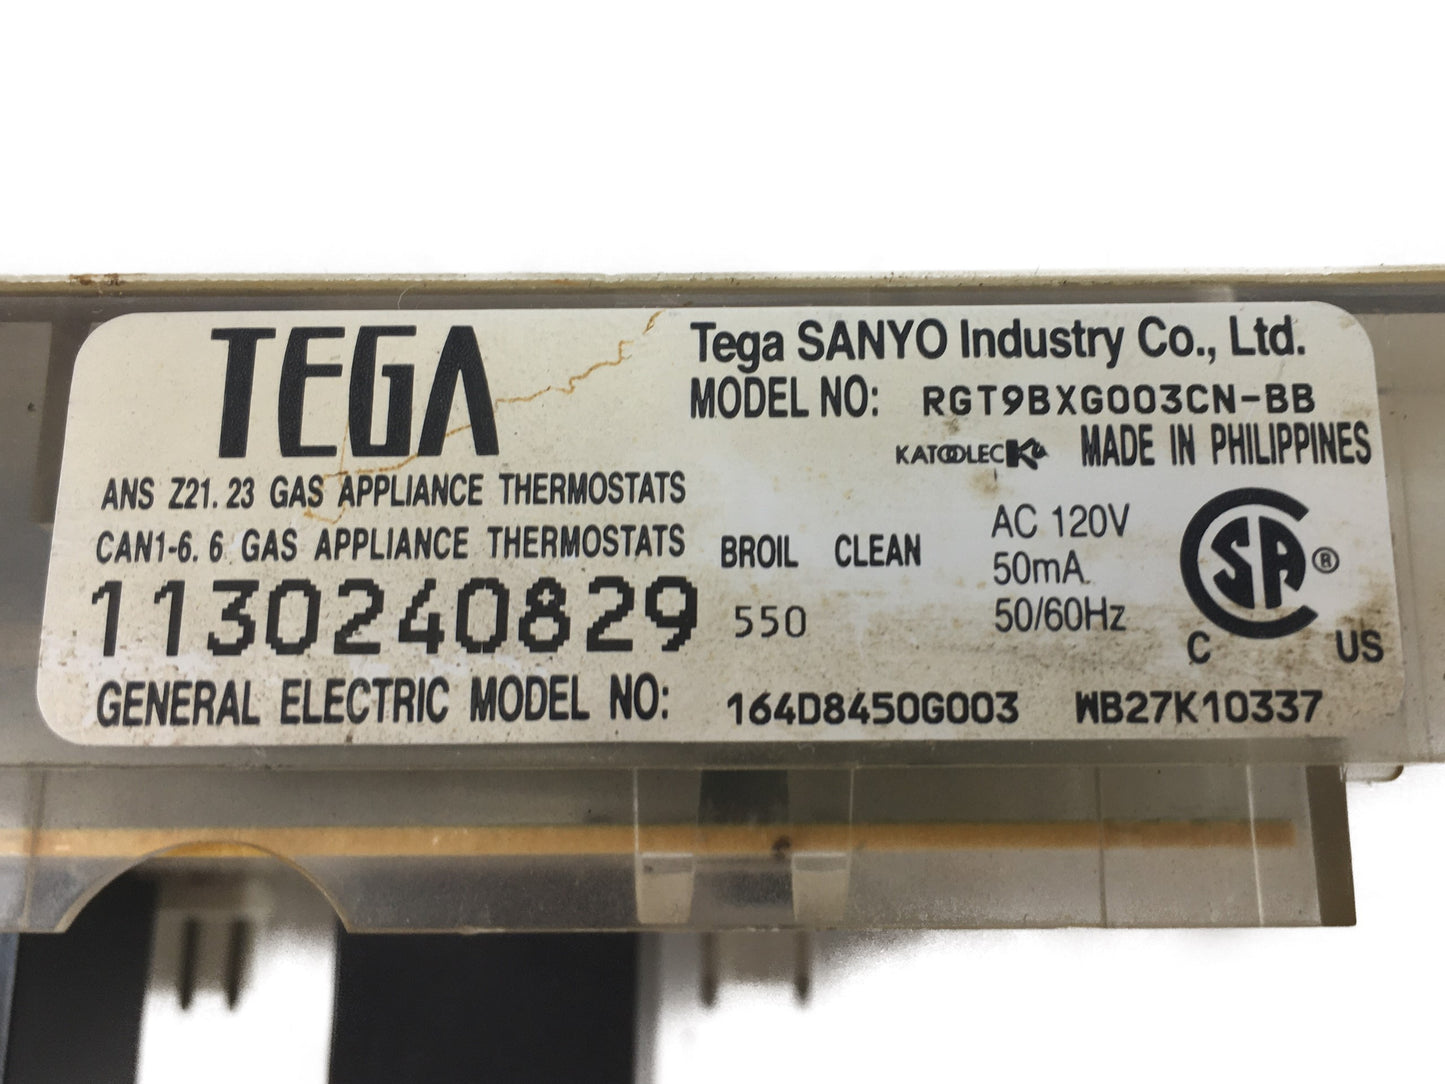 TEGA
Tega SANYO Industry Co., Ltd.
MODEL NO: RGT9BXG003CN-BB
KATOOLEC MADE IN PHILIPPINES
ANS Z21. 23 GAS APPLIANCE THERMOSTATS
CAN1-6. 6 GAS APPLIANCE THERMOSTATS
BROIL CLEAN
AC 120V
50mA
50/60Hz
1130240829
550
SA ®
C US
GENERAL ELECTRIC MODEL NO: 164D8450G003 WB27K10337